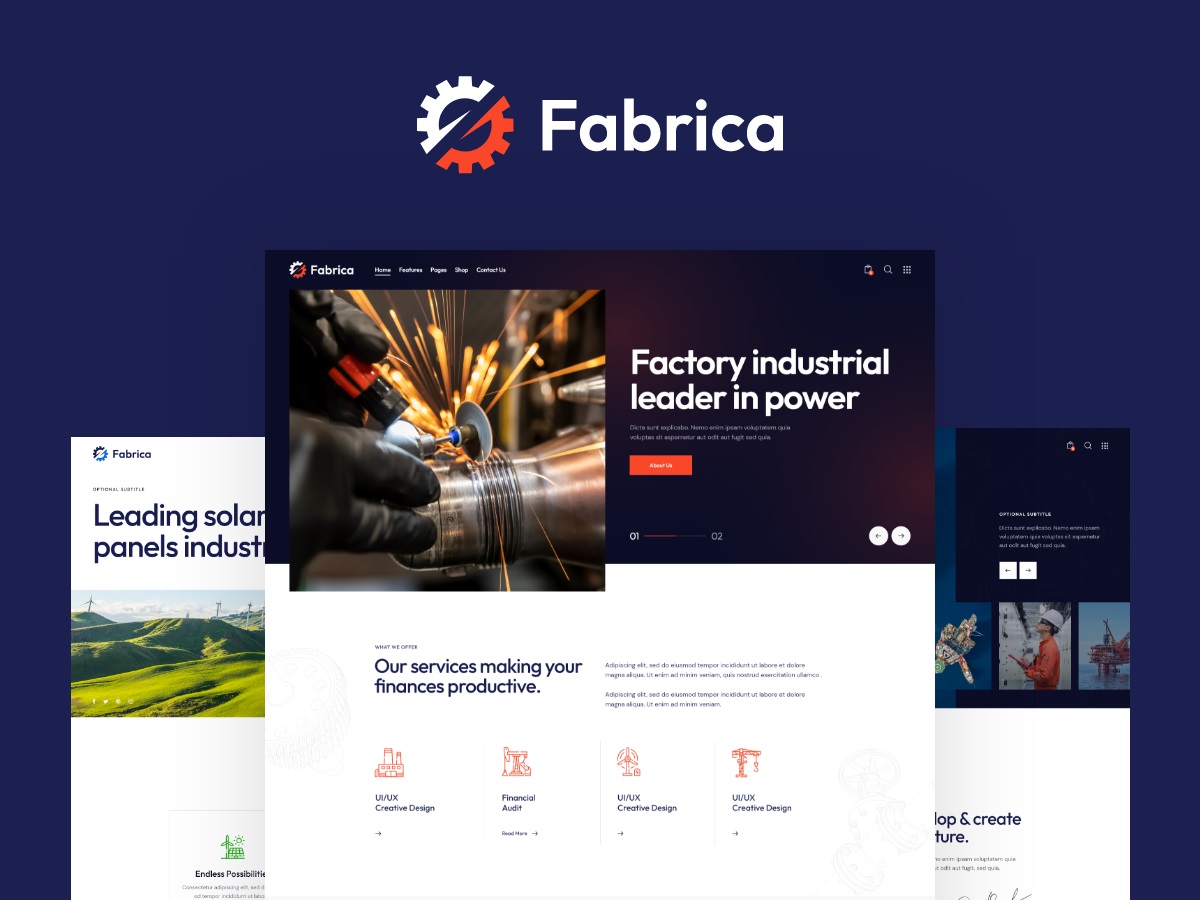 Fabrica
Fabrica
Home Features Pages Shop Contact Us
Factory industrial
leader in power
Dicta sunt explicabo. Nemo enim ipsam voluptatem quia
voluptas sit aspernatur aut odit aut fugit sed quia.
About Us
01 02
WHAT WE OFFER
Our services making your
finances productive.
Adipiscing elit, sed do eiusmod tempor incididunt ut labore et dolore
magna aliqua. Ut enim ad minim veniam, quis nostrud exercitation ullamco.
Adipiscing elit, sed do eiusmod tempor incididunt ut labore et dolore
magna aliqua. Ut enim ad minim veniam.
UI/UX
Creative Design
Financial
Audit
Read More
UI/UX
Creative Design
UI/UX
Creative Design
Fabrica
OPTIONAL SUBTITLE
Leading solar
panels industr
Endless Possibilitie
Consectetur adipiscing elit, sed d
od tempor incididunt ut labo
OPTIONAL SUBTITLE
Dicta sunt explicabo. Nemo enim ipsam
voluptatem quia voluptas sit aspernatur
aut odit aut fugit sed quia.
lop & create
ture.
mo enim ipsam voluptatem quia
ut odit aut fugit, sed quia.